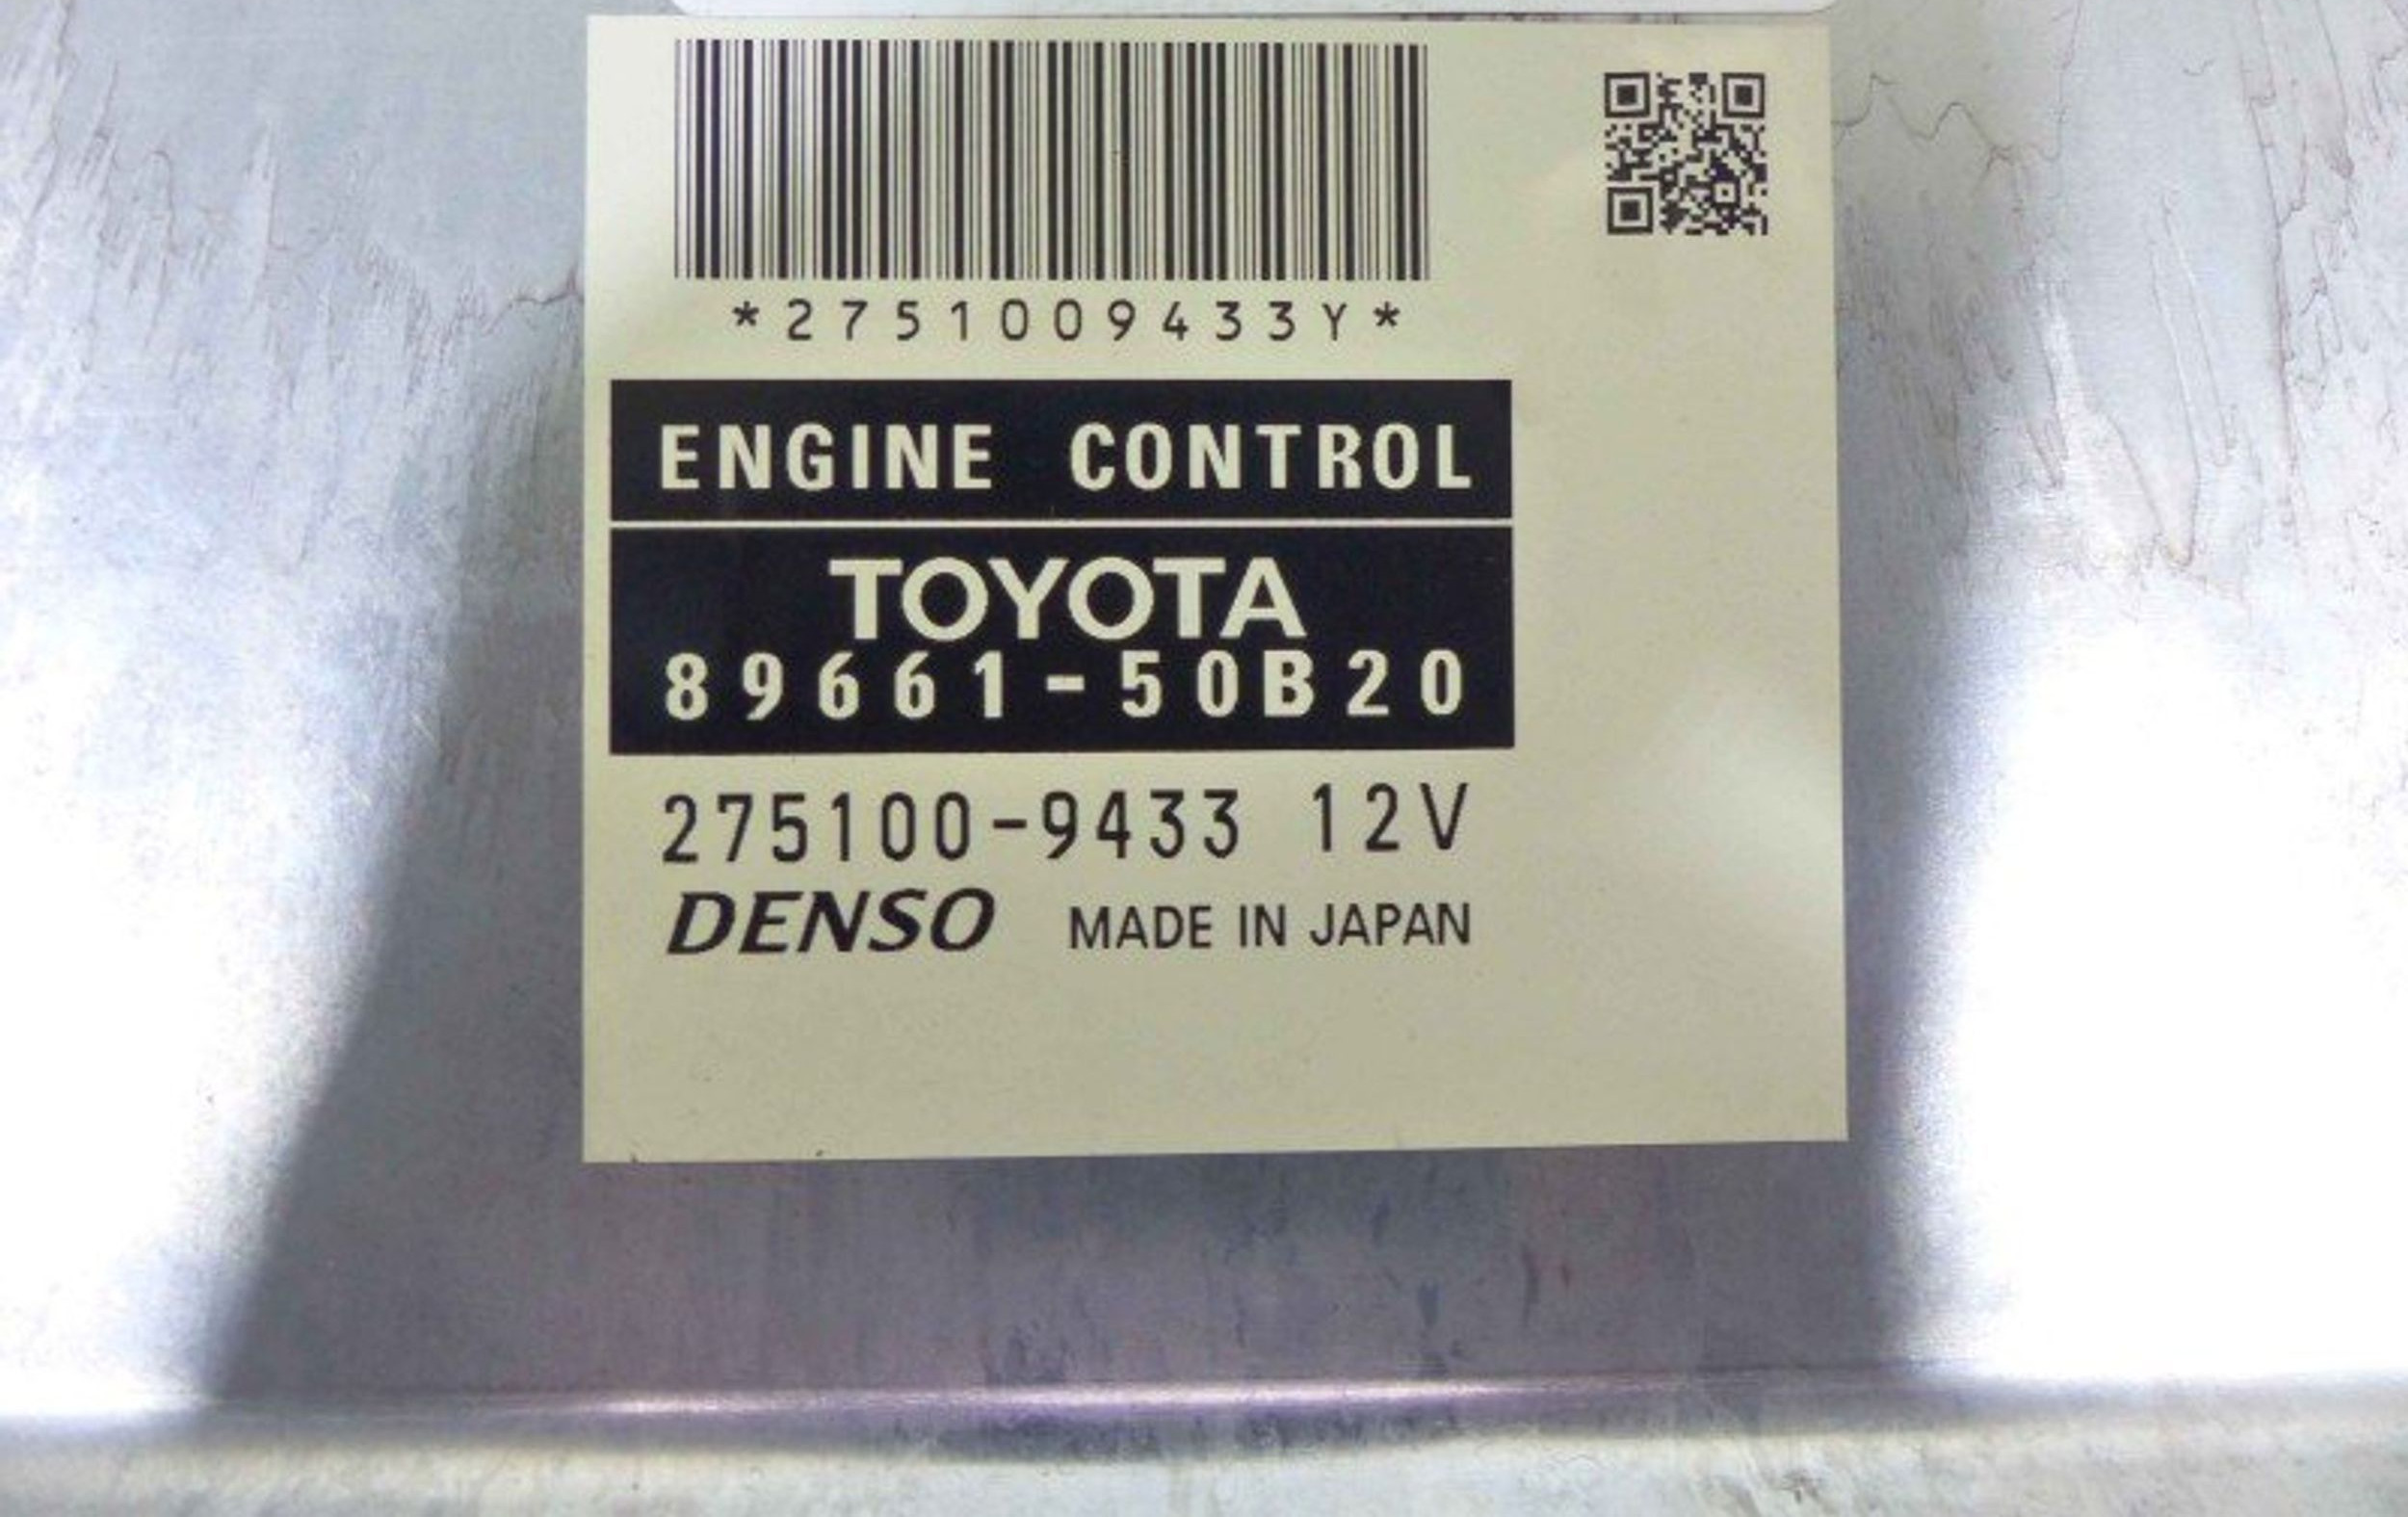 *2751009433Y*
ENGINE CONTROL
TOYOTA
89661-50B20
275100-9433 12V
DENSO MADE IN JAPAN